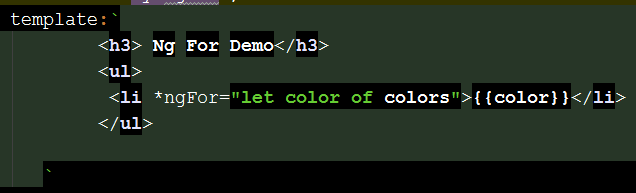 template:`
<h3> Ng For Demo</h3>
<ul>
<li *ngFor="let color of colors">{{color}}</li>
</ul>
`